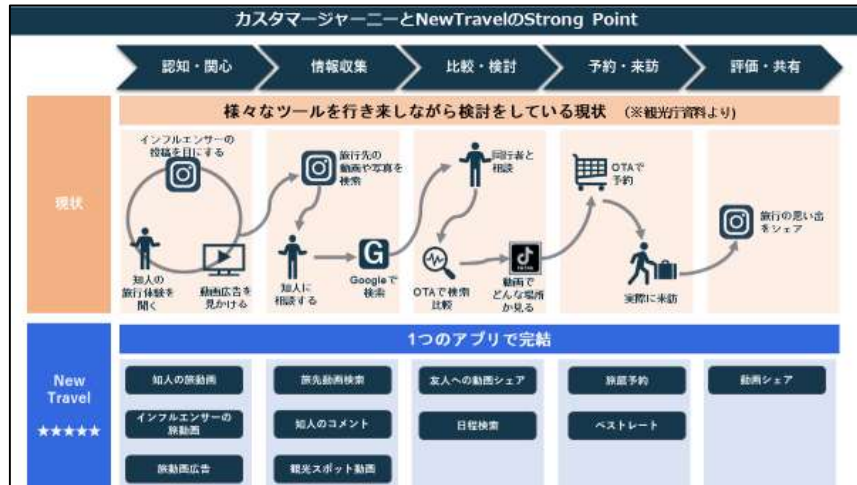 カスタマージャーニーとNewTravelのStrong Point
認知・関心
情報収集
比較・検討
予約・来訪
評価・共有
現状
様々なツールを行き来しながら検討をしている現状 (※観光庁資料より)
インフルエンサーの
投稿を目にする
知人の
旅行体験を
聞く
動画広告を
見かける
旅行先の
動画や写真を
検索
知人に
相談する
G
Googleで
検索
同行者と
相談
OTAで検索
比較
動画で
どんな場所
か見る
OTAで
予約
実際に来訪
旅行の思い出
をシェア
New
Travel
★★★★★
1つのアプリで完結
知人の旅動画
インフルエンサーの
旅動画
旅動画広告
旅先動画検索
知人のコメント
観光スポット動画
友人への動画シェア
日程検索
旅館予約
ベストレート
動画シェア